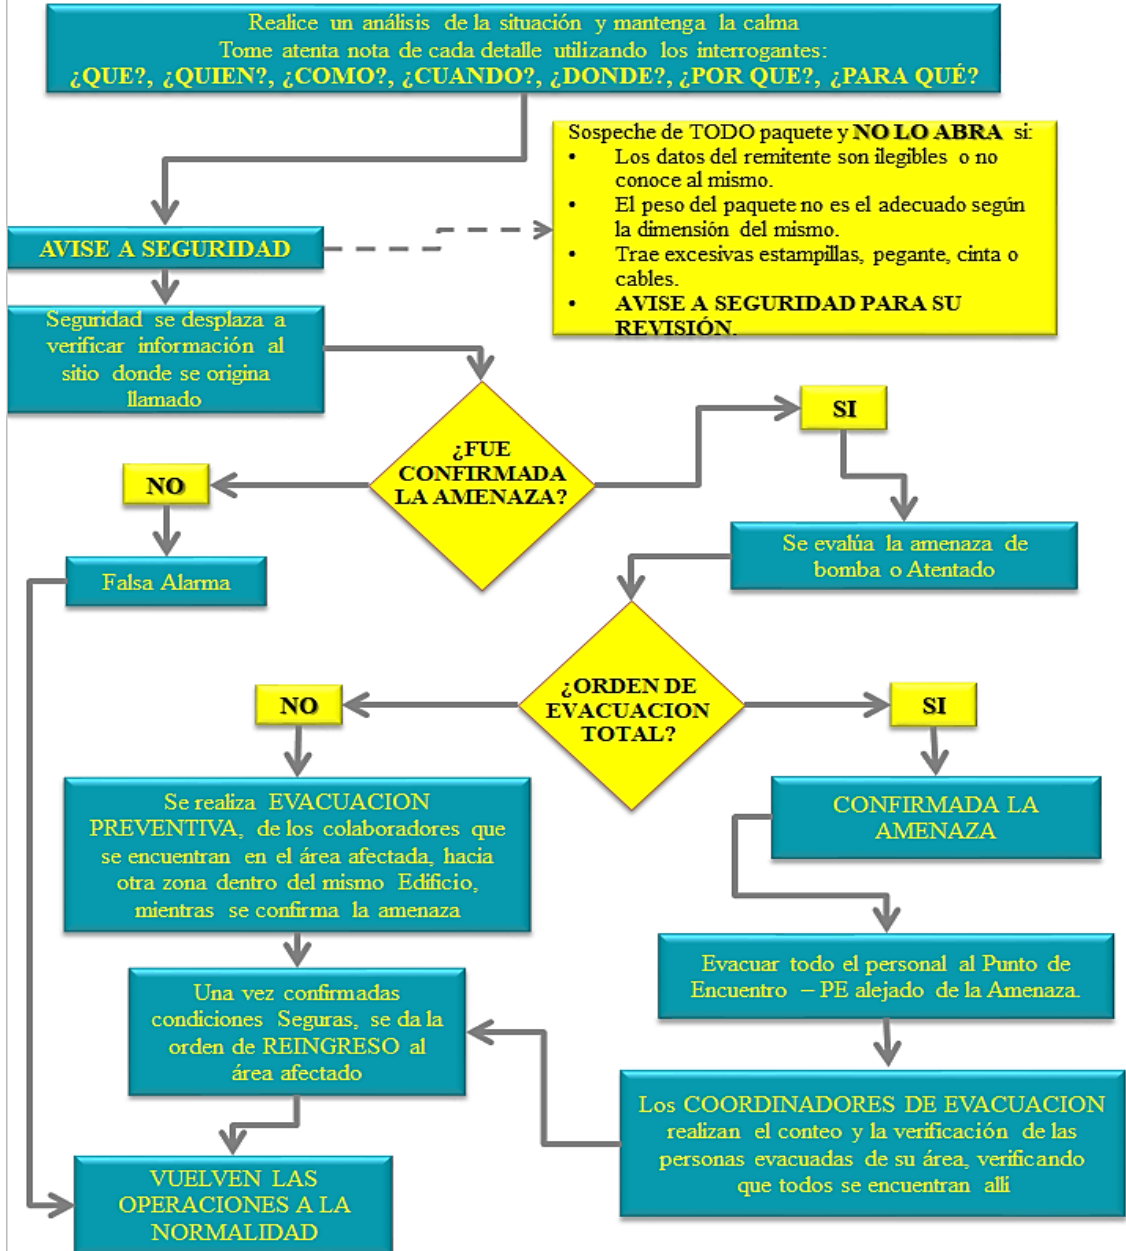 Realice un análisis de la situación y mantenga la calma
Tome atenta nota de cada detalle utilizando los interrogantes:
¿QUE?, ¿QUIEN?, ¿COMO?, ¿CUANDO?, ¿DONDE?, ¿POR QUE?, ¿PARA QUÉ?
Sospeche de TODO paquete y NO LO ABRA si:
• Los datos del remitente son ilegibles o no
conoce al mismo.
• El peso del paquete no es el adecuado según
la dimensión del mismo.
• Trae excesivas estampillas, pegante, cinta o
cables.
• AVISE A SEGURIDAD PARA SU
REVISIÓN.
AVISE A SEGURIDAD
Seguridad se desplaza a
verificar información al
sitio donde se origina
llamado
¿FUE
CONFIRMADA
LA AMENAZA?
SI
NO
Se evalúa la amenaza de
bomba o Atentado
Falsa Alarma
¿ORDEN DE
EVACUACION
TOTAL?
NO
SI
Se realiza EVACUACION
PREVENTIVA, de los colaboradores que
se encuentran en el área afectada, hacia
otra zona dentro del mismo Edificio,
mientras se confirma la amenaza
CONFIRMADA LA
AMENAZA
Evacuar todo el personal al Punto de
Encuentro – PE alejado de la Amenaza.
Una vez confirmadas
condiciones Seguras, se da la
orden de REINGRESO al
área afectado
Los COORDINADORES DE EVACUACION
realizan el conteo y la verificación de las
personas evacuadas de su área, verificando
que todos se encuentran alli
VUELVEN LAS
OPERACIONES A LA
NORMALIDAD